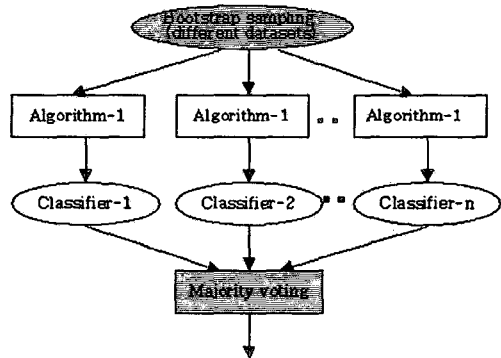 Bootstrap sampling
(different datasets)
Algorithm-1 Algorithm-1 Algorithm-1
Classifier-1 Classifier-2 Classifier-n
Majority voting